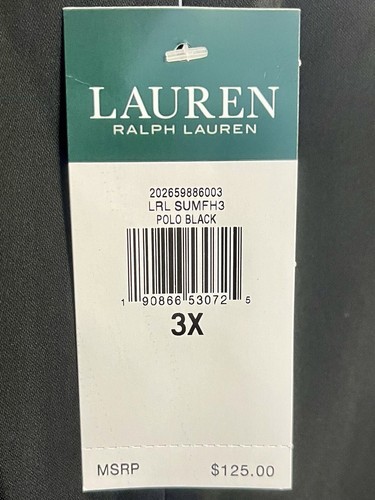 LAUREN
RALPH LAUREN
202659886003
LRL SUMFH3
POLO BLACK
1 90866 53072 5
3X
MSRP $125.00